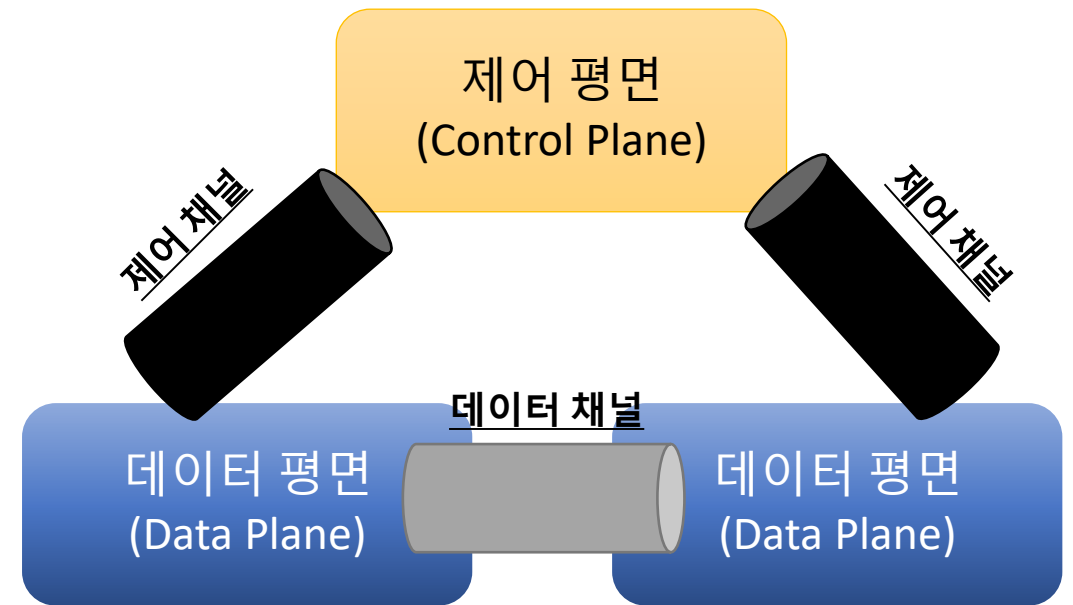 제어 평면
(Control Plane)
제어 채널
제어 채널
데이터 채널
데이터 평면
(Data Plane)
데이터 평면
(Data Plane)